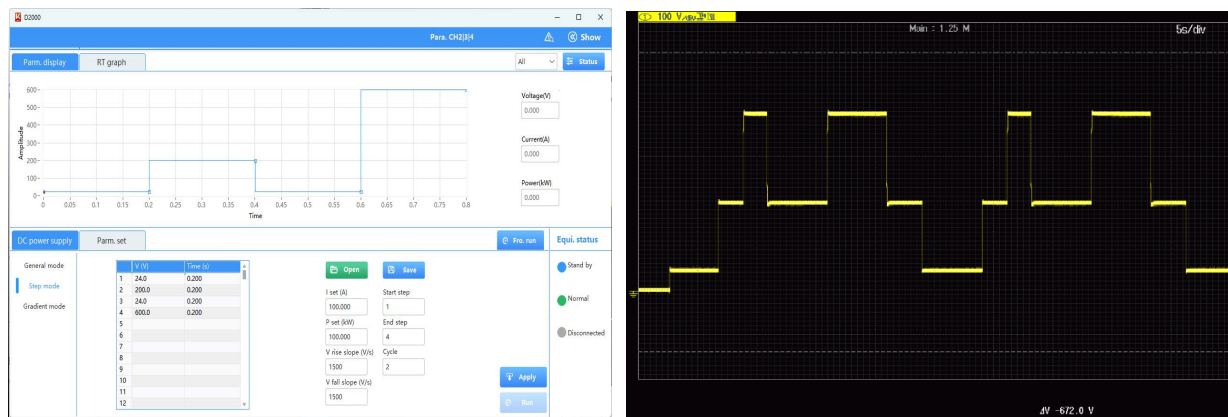 D2000
Para. CH2|3|4
Show
Parm. display
RT graph
All
Status
600
500
400
300
200
100
0
Amplitude
0 0.05 0.1 0.15 0.2 0.25 0.3 0.35 0.4 0.45 0.5 0.55 0.6 0.65 0.7 0.75 0.8
Time
Voltage(V)
0.000
Current(A)
0.000
Power(kW)
0.000
DC power supply
Parm. set
Pro. run
Equi. status
General mode
Step mode
Gradient mode
V (V) Time (s)
1 24.0 0.200
2 200.0 0.200
3 24.0 0.200
4 600.0 0.200
5
6
7
8
9
10
11
12
Open
Save
I set (A)
100.000
Start step
1
P set (kW)
100.000
End step
4
V rise slope (V/s)
1500
Cycle
2
V fall slope (V/s)
1500
Stand by
Normal
Disconnected
Apply
Run
1 100 V
Main : 1.25 M
5s/div
ΔV -672.0 V